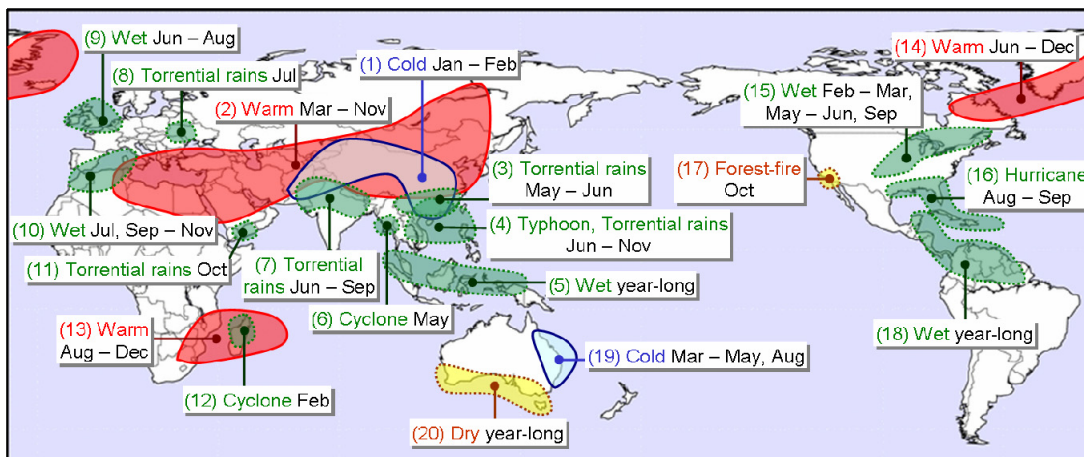 (9) Wet Jun – Aug
(8) Torrential rains Jul
(1) Cold Jan – Feb
(2) Warm Mar – Nov
(14) Warm Jun – Dec
(15) Wet Feb – Mar,
May – Jun, Sep
(3) Torrential rains
May – Jun
(17) Forest-fire
Oct
(16) Hurricane
Aug – Sep
(10) Wet Jul, Sep – Nov
(4) Typhoon, Torrential rains
Jun – Nov
(11) Torrential rains Oct
(7) Torrential
rains Jun – Sep
(5) Wet year-long
(6) Cyclone May
(13) Warm
Aug – Dec
(18) Wet year-long
(19) Cold Mar – May, Aug
(12) Cyclone Feb
(20) Dry year-long